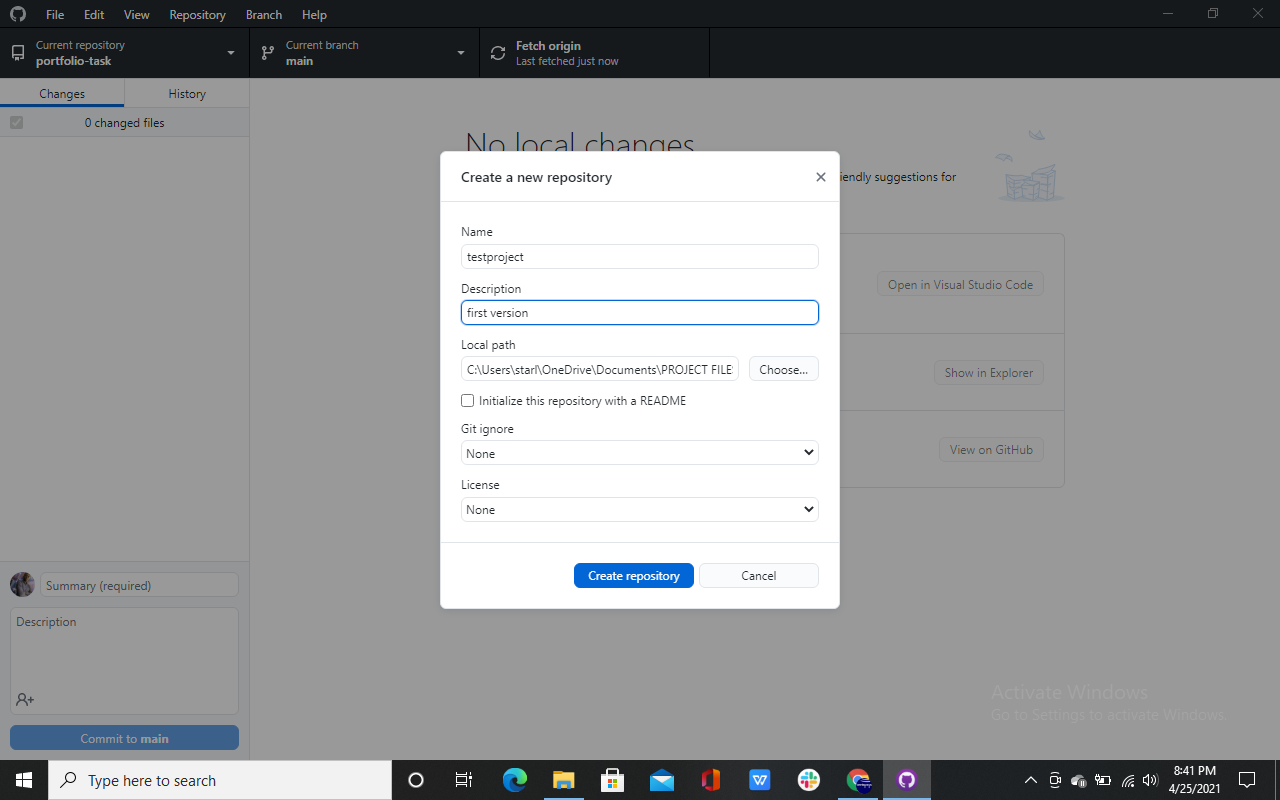 File Edit View Repository Branch Help
Current repository
portfolio-task
Current branch
main
Fetch origin
Last fetched just now
Changes History
0 changed files
No local changes
iendly suggestions for
Open in Visual Studio Code
Show in Explorer
View on GitHub
Create a new repository
Name
testproject
Description
first version
Local path
C:\Users\starl\OneDrive\Documents\PROJECT FILE
Choose...
Initialize this repository with a README
Git ignore
None
License
None
Create repository Cancel
Summary (required)
Description
Commit to main
Activate Windows
Go to Settings to activate Windows.
Type here to search
8:41 PM
4/25/2021